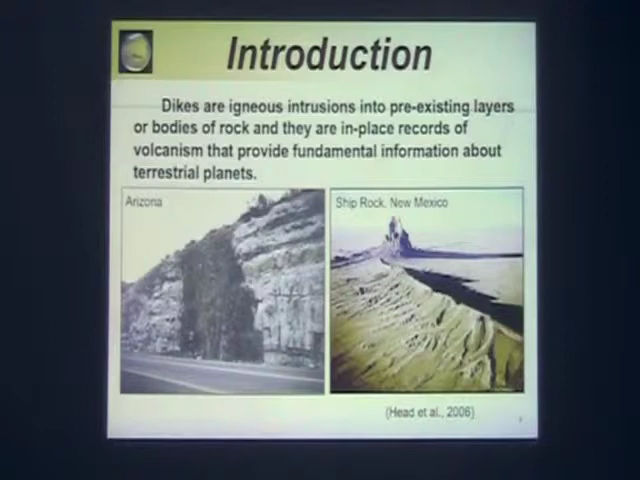 Introduction
Dikes are igneous intrusions into pre-existing layers
or bodies of rock and they are in-place records of
volcanism that provide fundamental information about
terrestrial planets.
Arizona
Ship Rock, New Mexico
(Head et al., 2006)